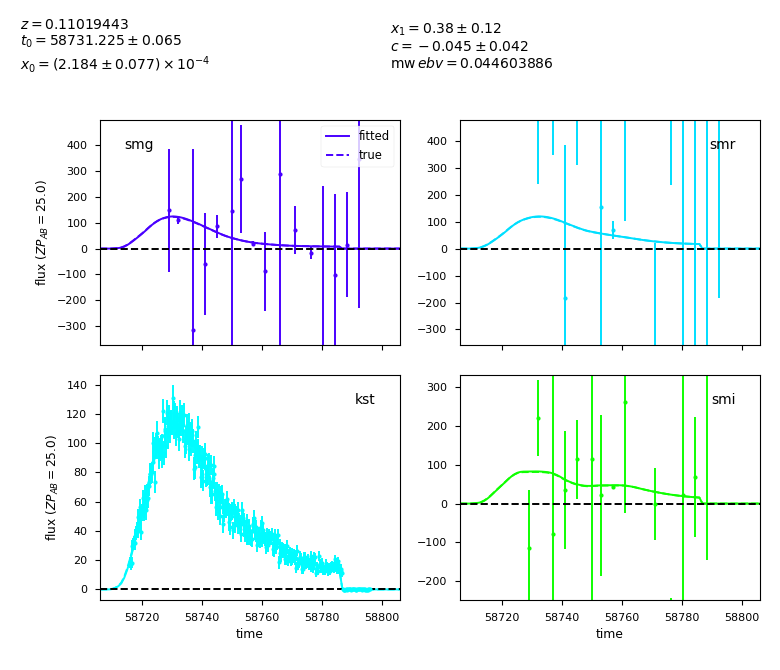 z = 0.11019443
t₀ = 58731.225 ± 0.065
x₀ = (2.184 ± 0.077) × 10⁻⁴
x₁ = 0.38 ± 0.12
c = −0.045 ± 0.042
mw ebv = 0.044603886
smg
fitted
true
400
300
200
100
0
−100
−200
−300
flux (ZP_AB = 25.0)
smr
400
300
200
100
0
−100
−200
−300
kst
140
120
100
80
60
40
20
0
flux (ZP_AB = 25.0)
58720 58740 58760 58780 58800
time
smi
300
200
100
0
−100
−200
58720 58740 58760 58780 58800
time